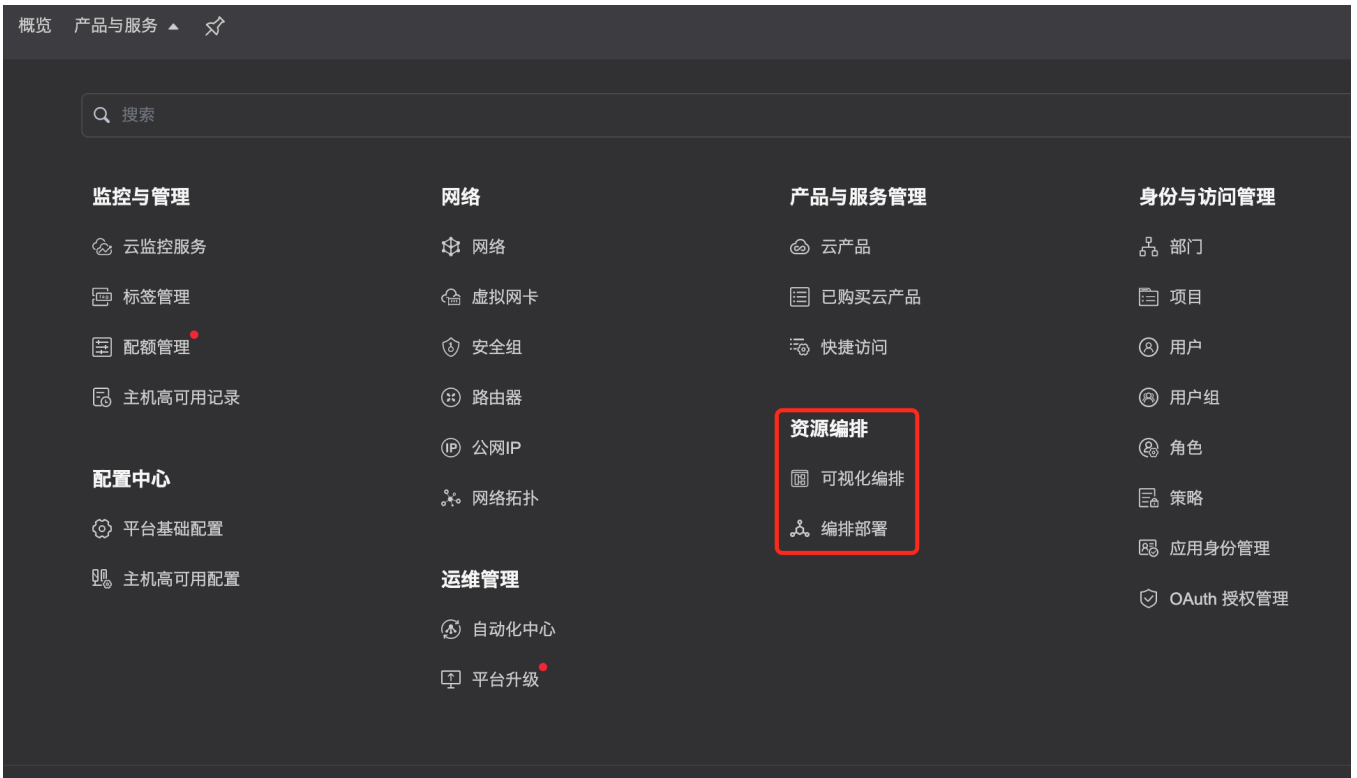 概览 产品与服务
搜索
监控与管理
云监控服务
标签管理
配额管理
主机高可用记录
配置中心
平台基础配置
主机高可用配置
网络
网络
虚拟网卡
安全组
路由器
公网IP
网络拓扑
运维管理
自动化中心
平台升级
产品与服务管理
云产品
已购买云产品
快捷访问
资源编排
可视化编排
编排部署
身份与访问管理
部门
项目
用户
用户组
角色
策略
应用身份管理
OAuth 授权管理